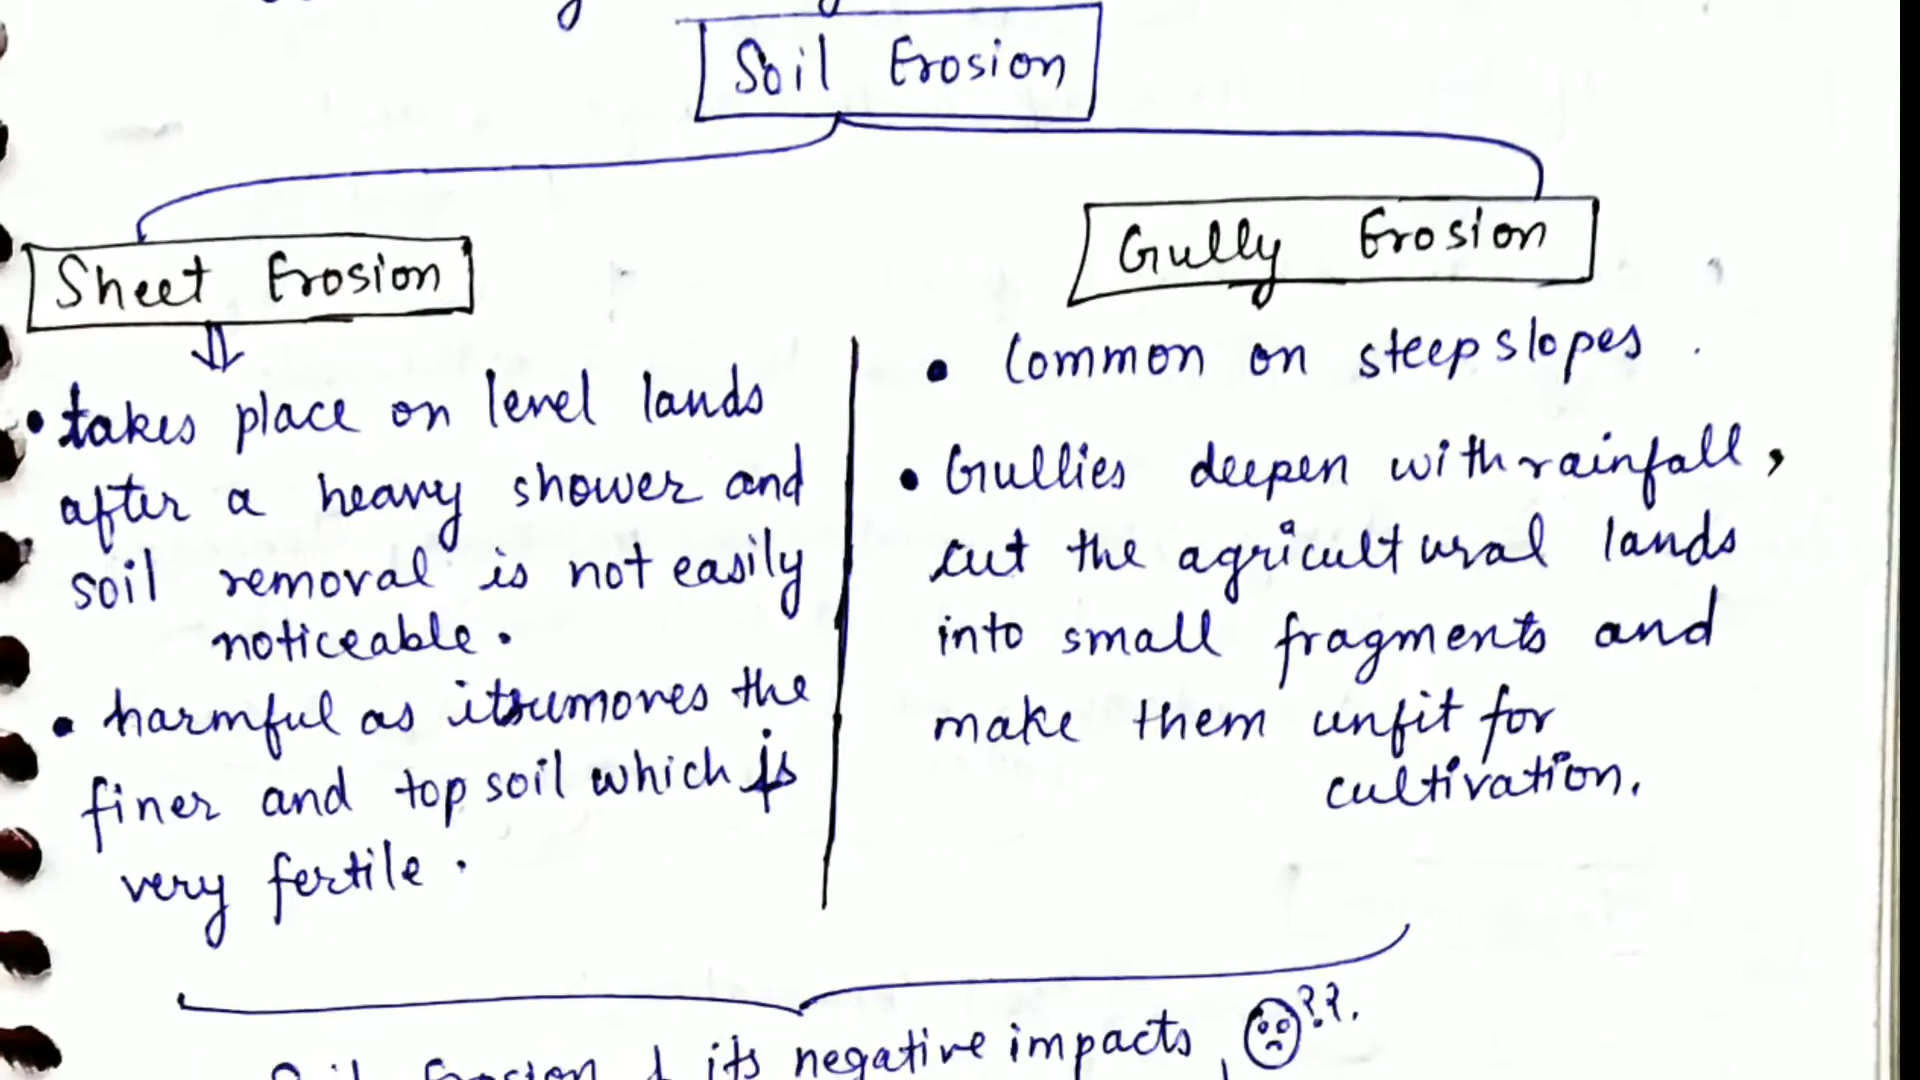 Soil Erosion
Sheet Erosion
• takes place on level lands
after a heavy shower and
soil removal is not easily
noticeable.
• harmful as it removes the
finer and top soil which is
very fertile.
Gully Erosion
• Common on steep slopes.
• Gullies deepen with rainfall,
cut the agricultural lands
into small fragments and
make them unfit for
cultivation.
Soil Erosion & its negative impacts ??.